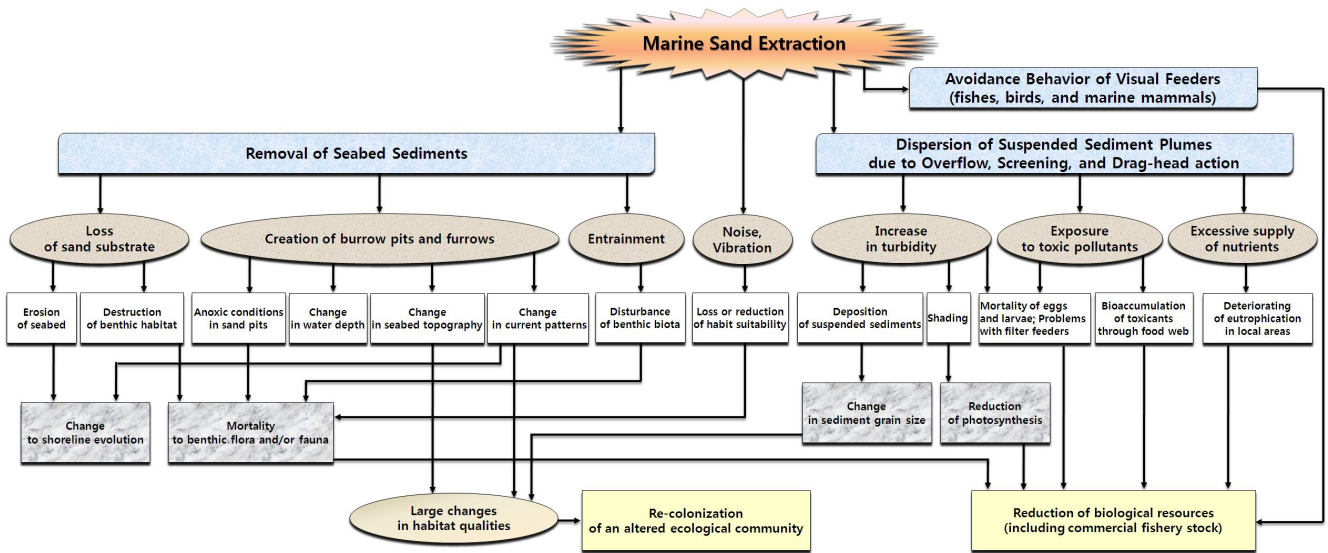 Marine Sand Extraction
Avoidance Behavior of Visual Feeders
(fishes, birds, and marine mammals)
Removal of Seabed Sediments
Dispersion of Suspended Sediment Plumes
due to Overflow, Screening, and Drag-head action
Loss
of sand substrate
Creation of burrow pits and furrows
Entrainment
Noise,
Vibration
Increase
in turbidity
Exposure
to toxic pollutants
Excessive supply
of nutrients
Erosion
of seabed
Destruction
of benthic habitat
Anoxic conditions
in sand pits
Change
in water depth
Change
in seabed topography
Change
in current patterns
Disturbance
of benthic biota
Loss or reduction
of habit suitability
Deposition
of suspended sediments
Shading
Mortality of eggs
and larvae; Problems
with filter feeders
Bioaccumulation
of toxicants
through food web
Deteriorating
of eutrophication
in local areas
Change
to shoreline evolution
Mortality
to benthic flora and/or fauna
Change
in sediment grain size
Reduction
of photosynthesis
Large changes
in habitat qualities
Re-colonization
of an altered ecological community
Reduction of biological resources
(including commercial fishery stock)